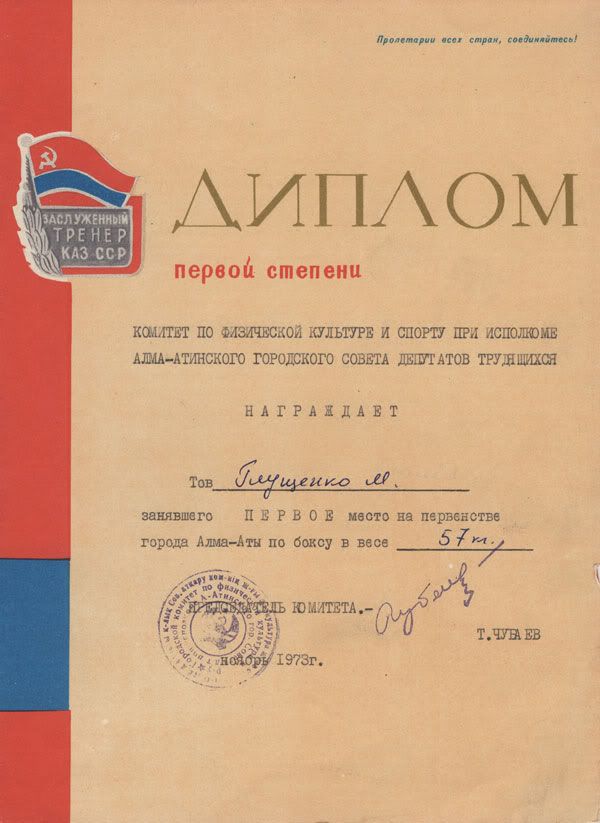 Пролетарии всех стран, соединяйтесь!
ЗАСЛУЖЕННЫЙ
ТРЕНЕР
КАЗ ССР
ДИПЛОМ
первой степени
КОМИТЕТ ПО ФИЗИЧЕСКОЙ КУЛЬТУРЕ И СПОРТУ ПРИ ИСПОЛКОМЕ
АЛМА-АТИНСКОГО ГОРОДСКОГО СОВЕТА ДЕПУТАТОВ ТРУДЯЩИХСЯ
НАГРАЖДАЕТ
Тов Глущенко М.
занявшего ПЕРВОЕ место на первенстве
города Алма-Аты по боксу в весе 57 кг.,
ПРЕДСЕДАТЕЛЬ КОМИТЕТА.-
Т.ЧУБАЕВ
ноябрь 1973г.